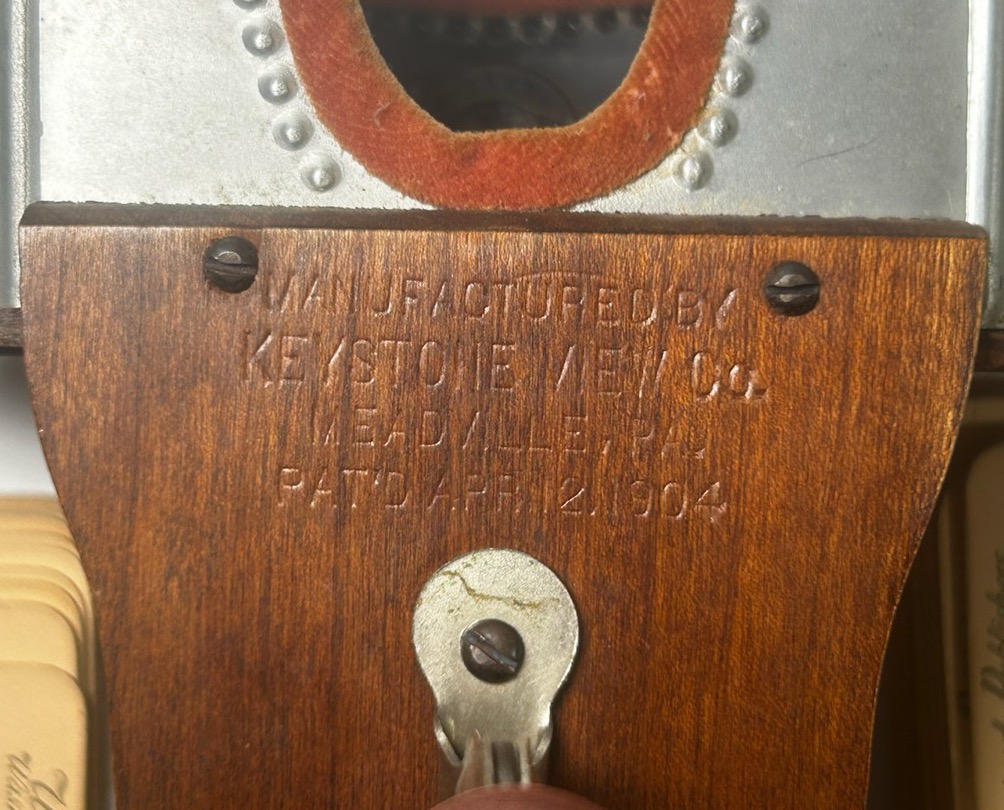 MANUFACTURED BY
KEYSTONE VIEW Co.
MEADVILLE, PA.
PAT'D APR. 12. 1904